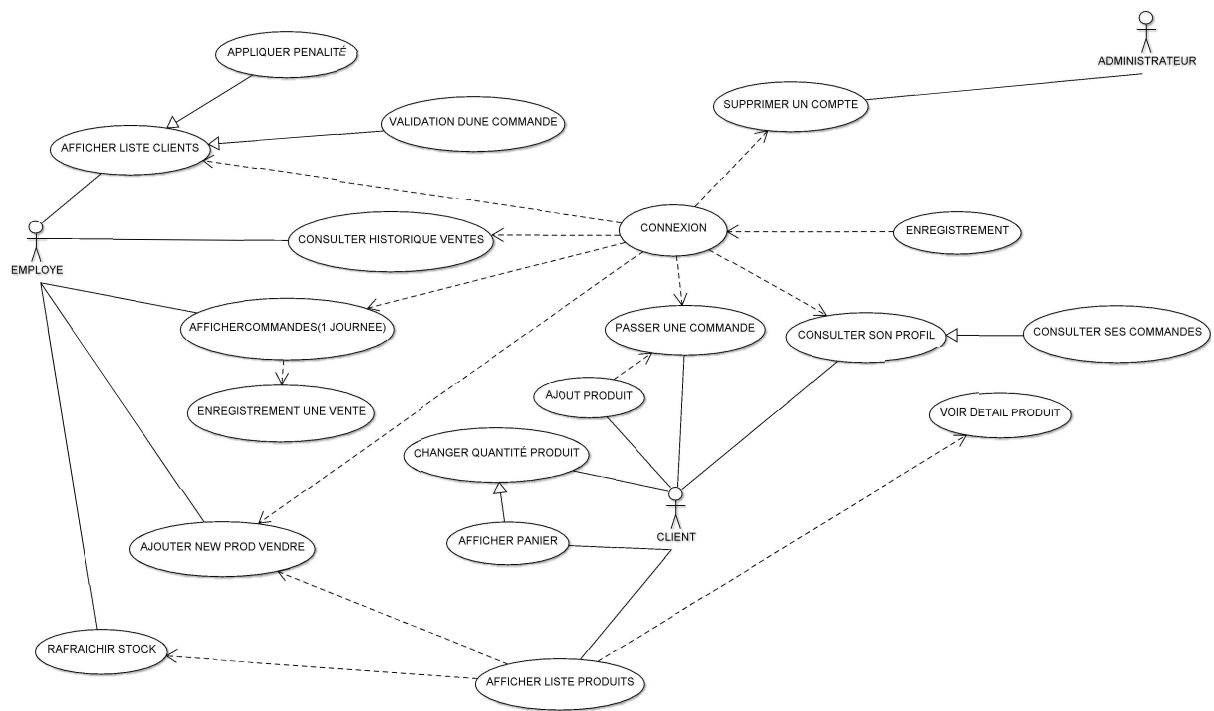 APPLIQUER PENALITÉ
ADMINISTRATEUR
SUPPRIMER UN COMPTE
VALIDATION DUNE COMMANDE
AFFICHER LISTE CLIENTS
CONNEXION
ENREGISTREMENT
CONSULTER HISTORIQUE VENTES
EMPLOYE
AFFICHERCOMMANDES(1 JOURNEE)
PASSER UNE COMMANDE
CONSULTER SON PROFIL
CONSULTER SES COMMANDES
AJOUT PRODUIT
ENREGISTREMENT UNE VENTE
VOIR DETAIL PRODUIT
CHANGER QUANTITÉ PRODUIT
CLIENT
AFFICHER PANIER
AJOUTER NEW PROD VENDRE
RAFRAICHIR STOCK
AFFICHER LISTE PRODUITS